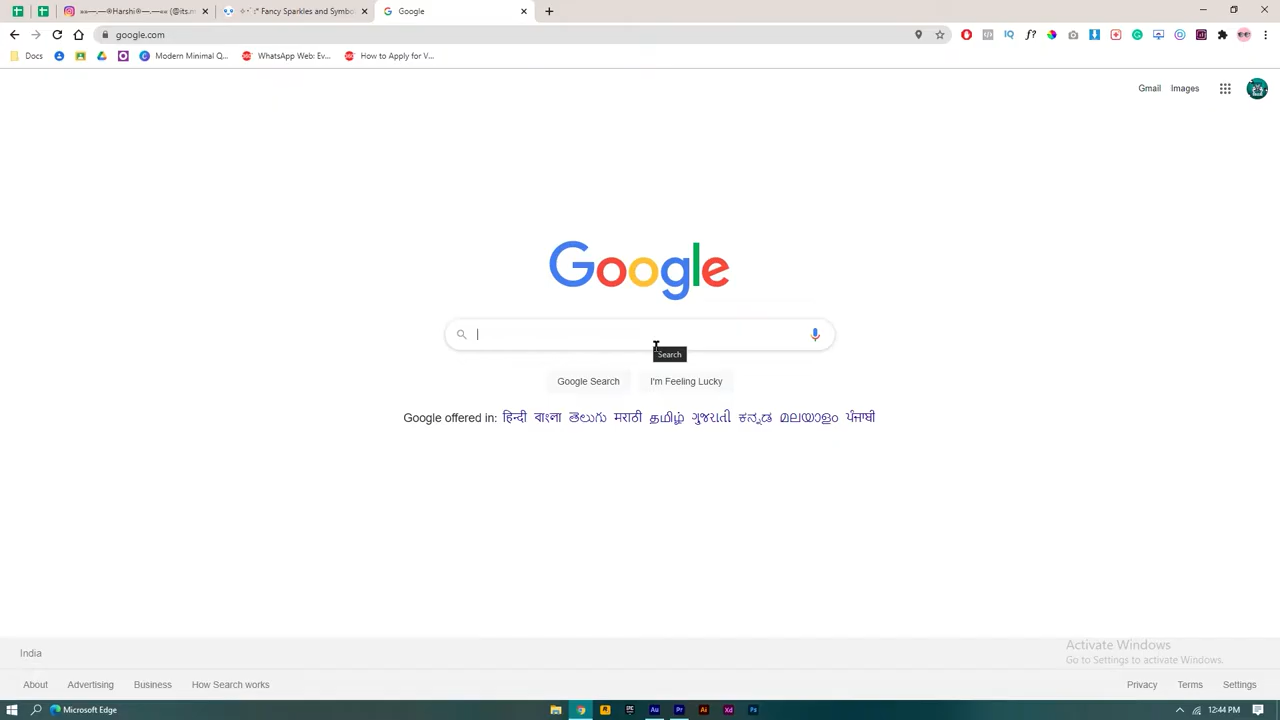 ««—–—®Harshi®—–—«« (@its.m
✧･ﾟ:* Fancy Sparkles and Symbo
Google
google.com
Docs
Modern Minimal Q...
WhatsApp Web: Ev...
How to Apply for V...
Gmail
Images
Google
Search
Google Search
I'm Feeling Lucky
Google offered in: हिन्दी বাংলা తెలుగు मराठी தமிழ் ગુજરાતી ಕನ್ನಡ മലയാളം ਪੰਜਾਬੀ
India
Activate Windows
Go to Settings to activate Windows.
About
Advertising
Business
How Search works
Privacy
Terms
Settings
Microsoft Edge
12:44 PM